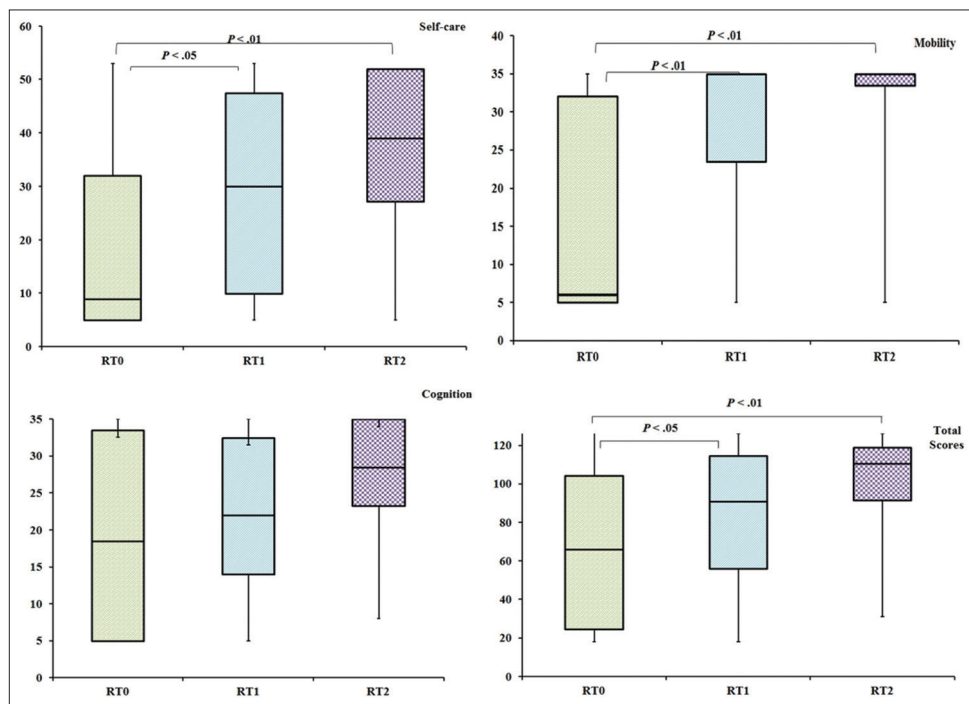 Self-care
P < .01
P < .05
60
50
40
30
20
10
0
RT0 RT1 RT2
Mobility
P < .01
P < .01
40
35
30
25
20
15
10
5
0
RT0 RT1 RT2
Cognition
35
30
25
20
15
10
5
0
RT0 RT1 RT2
Total
Scores
P < .01
P < .05
120
100
80
60
40
20
0
RT0 RT1 RT2